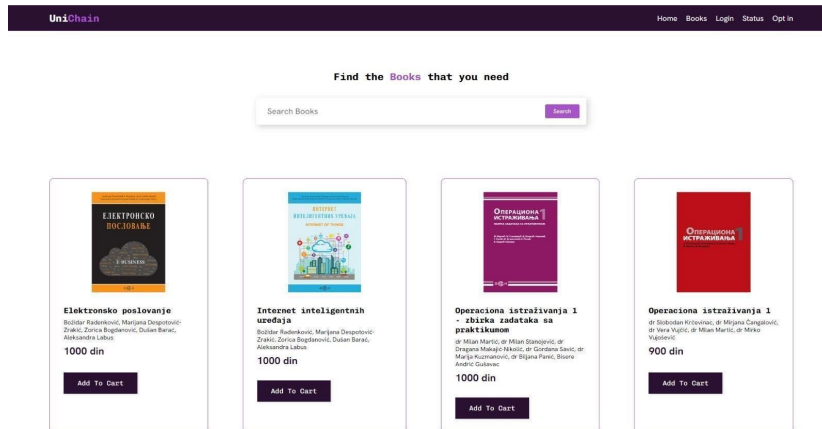 UniChain
Home Books Login Status Opt in
Find the Books that you need
Search Books
Search
ЕЛЕКТРОНСКО
ПОСЛОВАЊЕ
E-BUSINESS
Elektronsko poslovanje
Božidar Radenković, Marijana Despotović-
Zrakić, Zorica Bogdanović, Dušan Barać,
Aleksandra Labus
1000 din
Add To Cart
ИНТЕРНЕТ
ИНТЕЛИГЕНТНИХ УРЕЂАЈА
INTERNET OF THINGS
Internet inteligentnih
uređaja
Božidar Radenković, Marijana Despotović-
Zrakić, Zorica Bogdanović, Dušan Barać,
Aleksandra Labus
1000 din
Add To Cart
ОПЕРАЦИОНА 1
ИСТРАЖИВАЊА
Operaciona istraživanja 1
- zbirka zadataka sa
praktikumom
dr Milan Martić, dr Milan Stanojević, dr
Dragana Makajić-Nikolić, dr Gordana Savić, dr
Marija Kuzmanović, dr Biljana Panić, Bisera
Andrić Gušavac
1000 din
Add To Cart
ОПЕРАЦИОНА 1
ИСТРАЖИВАЊА
Operaciona istraživanja 1
dr Slobodan Krčevinac, dr Mirjana Čangalović,
dr Vera Vujčić, dr Milan Martić, dr Mirko
Vujošević
900 din
Add To Cart